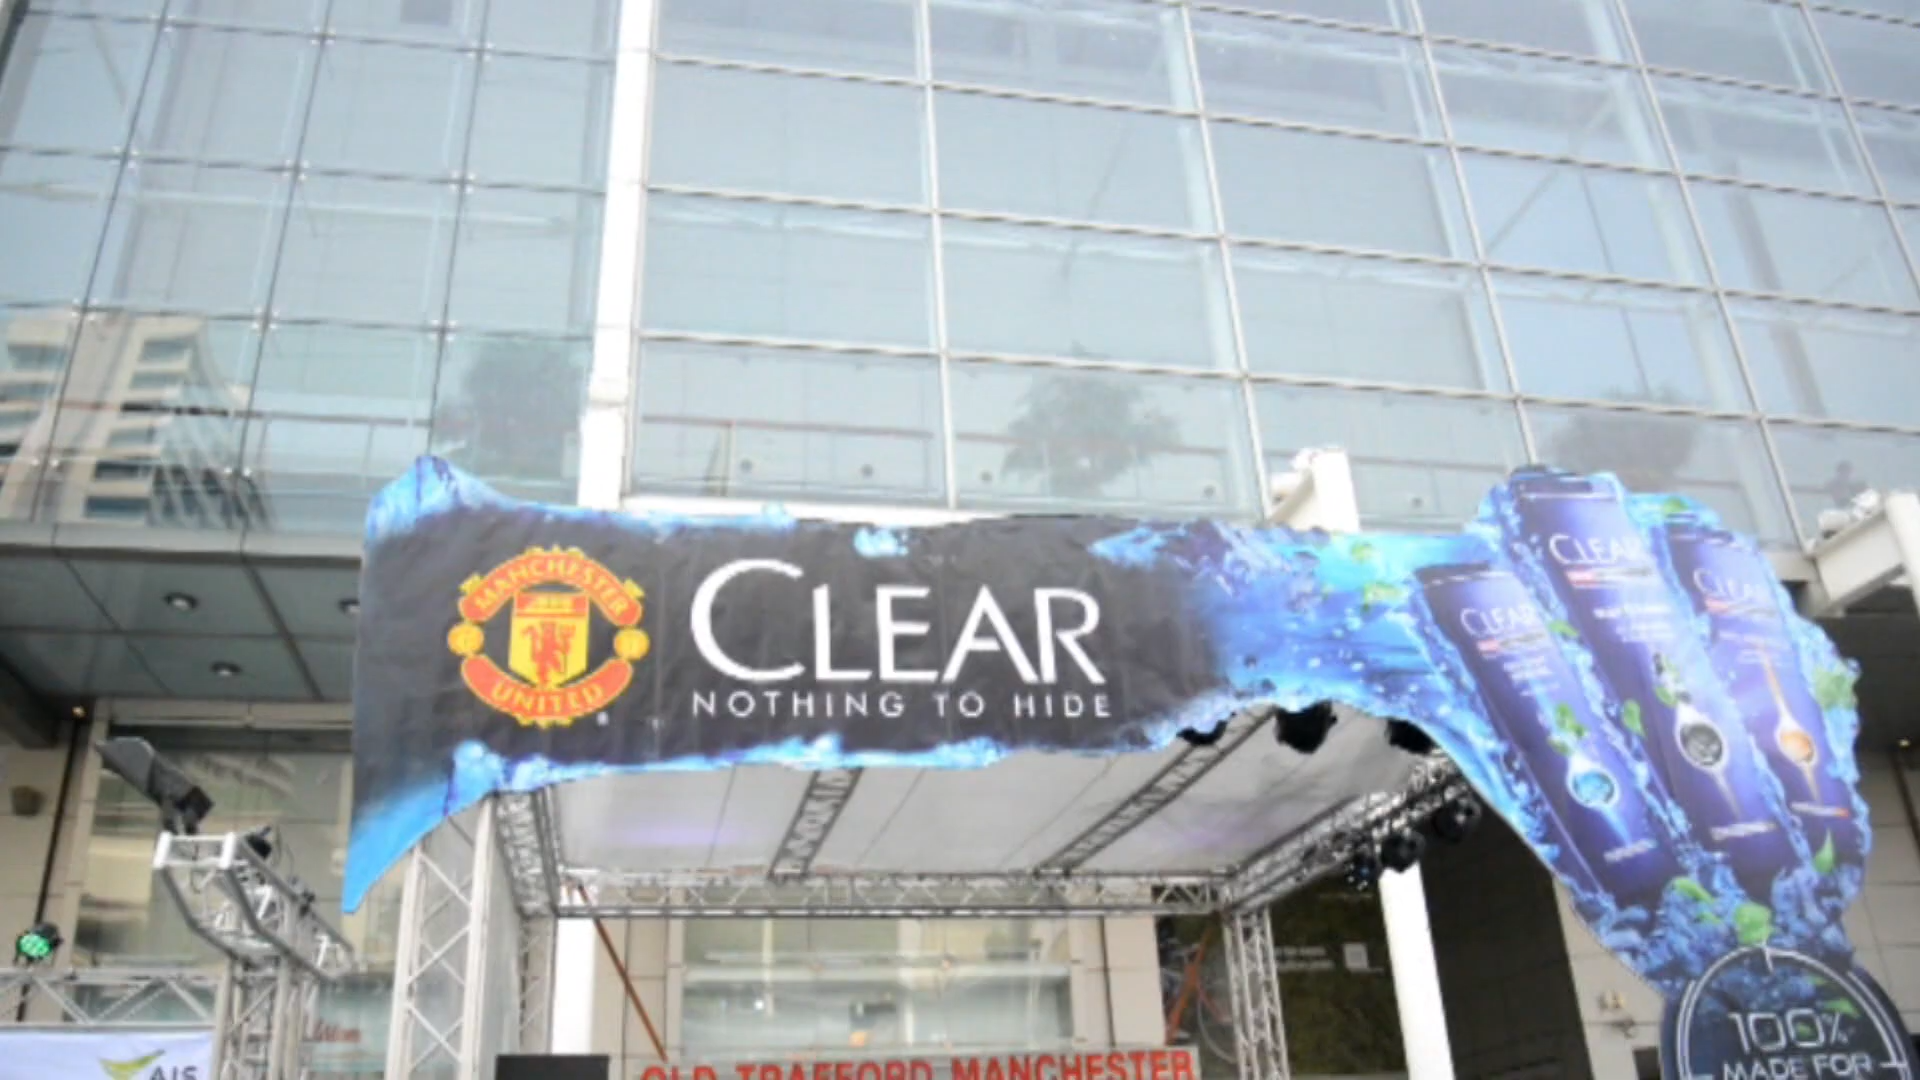 MANCHESTER
UNITED
CLEAR
NOTHING TO HIDE
CLEAR
CLEAR
CLEAR
100%
MADE FOR
AIS
OLD TRAFFORD MANCHESTER